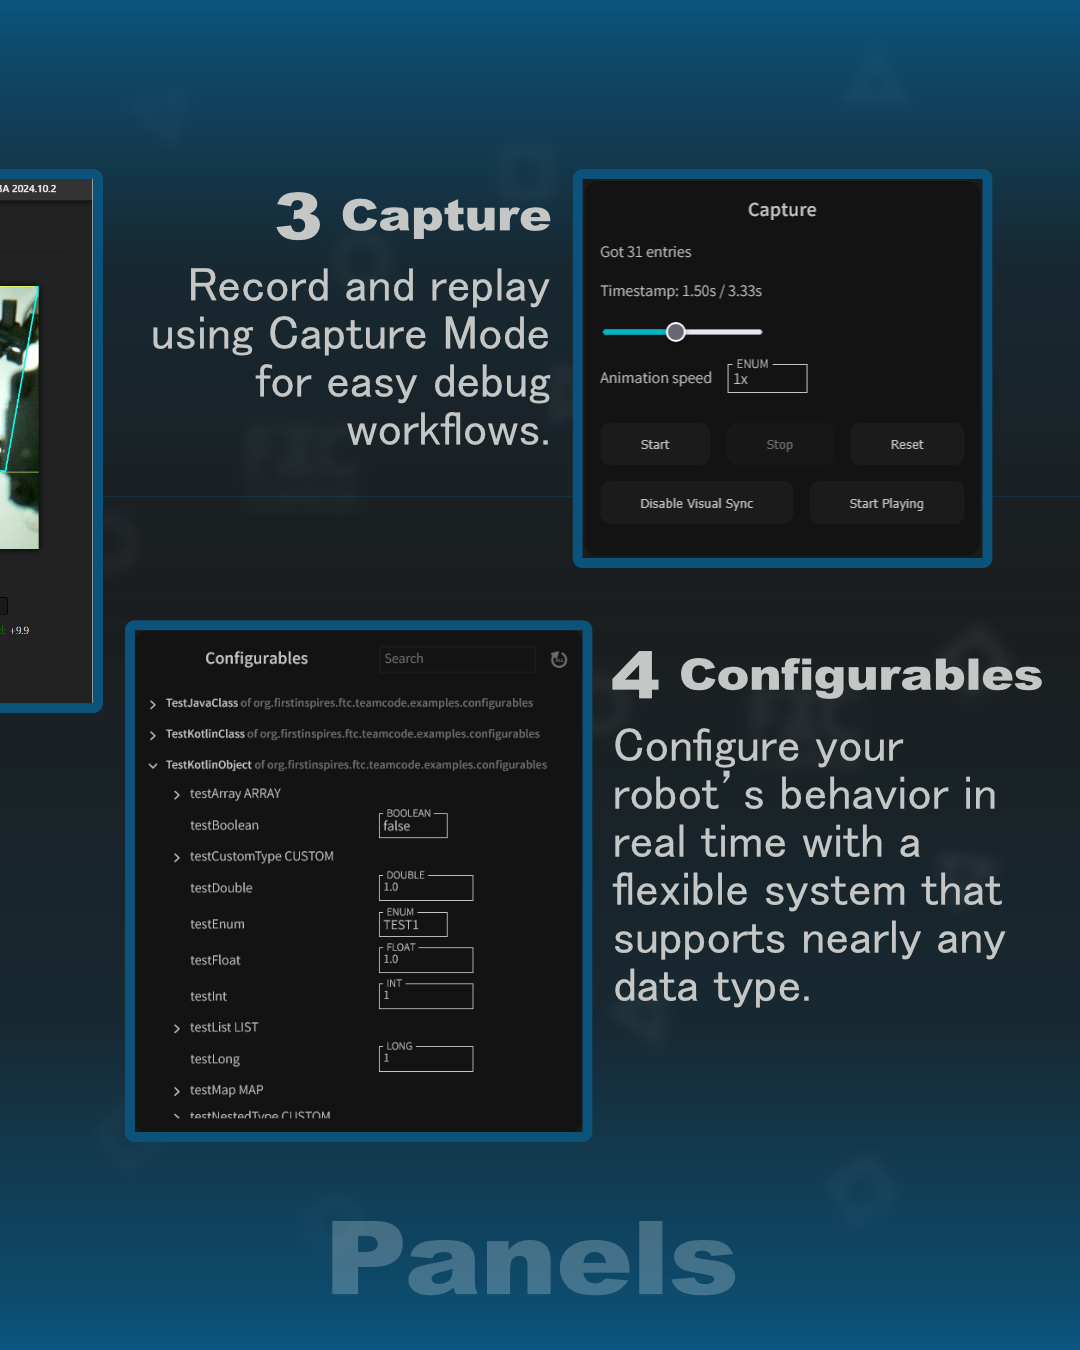 3A 2024.10.2
+9.9
3 Capture
Record and replay
using Capture Mode
for easy debug
workflows.
Capture
Got 31 entries
Timestamp: 1.50s / 3.33s
ENUM
Animation speed 1x
Start Stop Reset
Disable Visual Sync Start Playing
Configurables Search
TestJavaClass of org.firstinspires.ftc.teamcode.examples.configurables
TestKotlinClass of org.firstinspires.ftc.teamcode.examples.configurables
TestKotlinObject of org.firstinspires.ftc.teamcode.examples.configurables
testArray ARRAY
BOOLEAN
testBoolean false
testCustomType CUSTOM
DOUBLE
testDouble 1.0
ENUM
testEnum TEST1
FLOAT
testFloat 1.0
INT
testInt 1
testList LIST
LONG
testLong 1
testMap MAP
testNestedType CUSTOM
4 Configurables
Configure your
robot’s behavior in
real time with a
flexible system that
supports nearly any
data type.
Panels